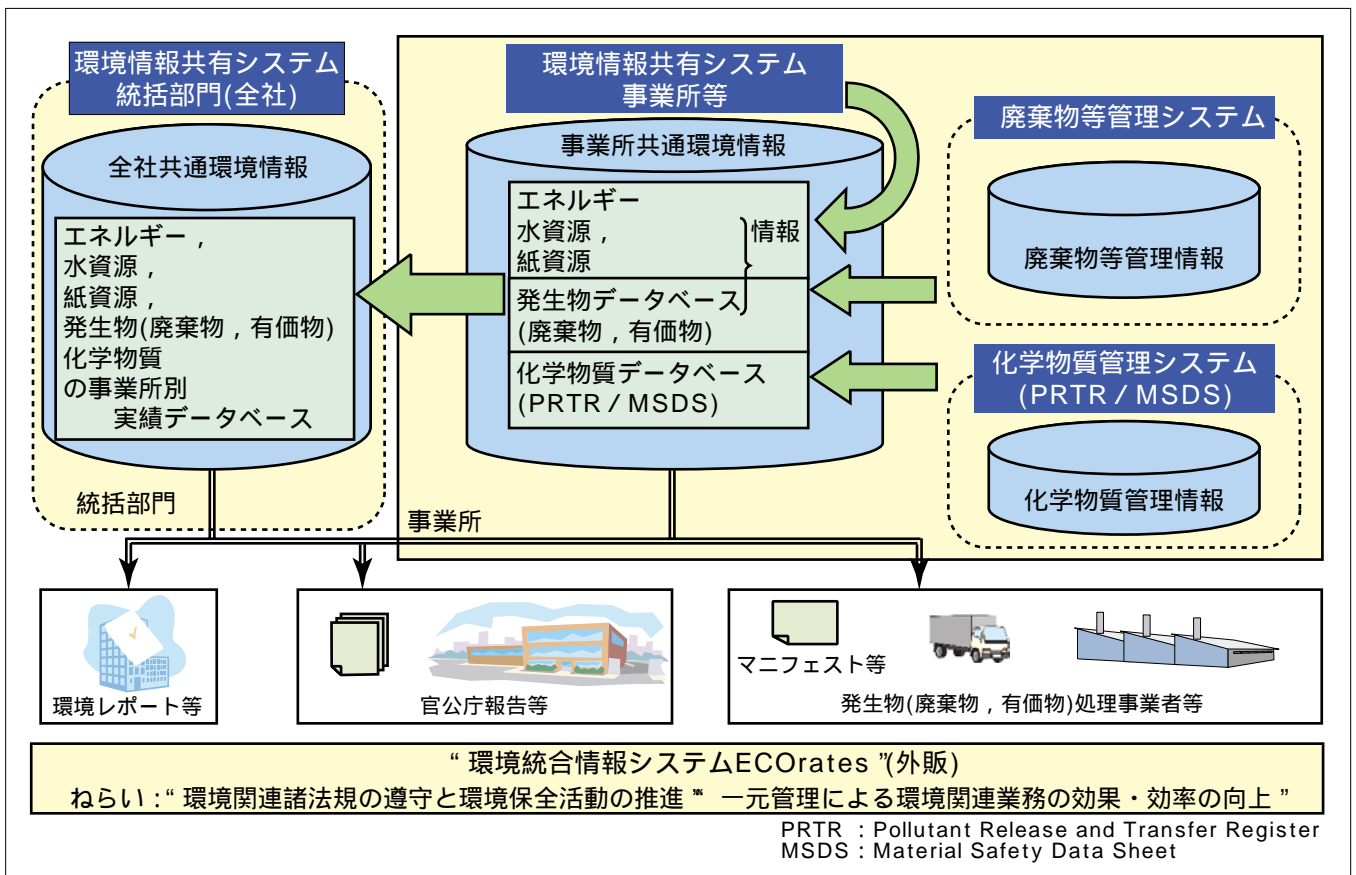 環境情報共有システム
統括部門(全社)
全社共通環境情報
エネルギー，
水資源，
紙資源，
発生物(廃棄物，有価物)
化学物質
の事業所別
実績データベース
統括部門
環境情報共有システム
事業所等
事業所共通環境情報
エネルギー
水資源，
紙資源
情報
発生物データベース
(廃棄物，有価物)
化学物質データベース
(PRTR／MSDS)
事業所
廃棄物等管理システム
廃棄物等管理情報
化学物質管理システム
(PRTR／MSDS)
化学物質管理情報
環境レポート等
官公庁報告等
マニフェスト等
発生物(廃棄物，有価物)処理事業者等
“環境統合情報システムECOrates”(外販)
ねらい：“環境関連諸法規の遵守と環境保全活動の推進”“一元管理による環境関連業務の効果・効率の向上”
PRTR : Pollutant Release and Transfer Register
MSDS : Material Safety Data Sheet